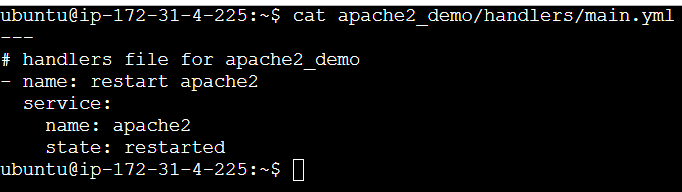 ubuntu@ip-172-31-4-225:~$ cat apache2_demo/handlers/main.yml
---
# handlers file for apache2_demo
- name: restart apache2
  service:
    name: apache2
    state: restarted
ubuntu@ip-172-31-4-225:~$